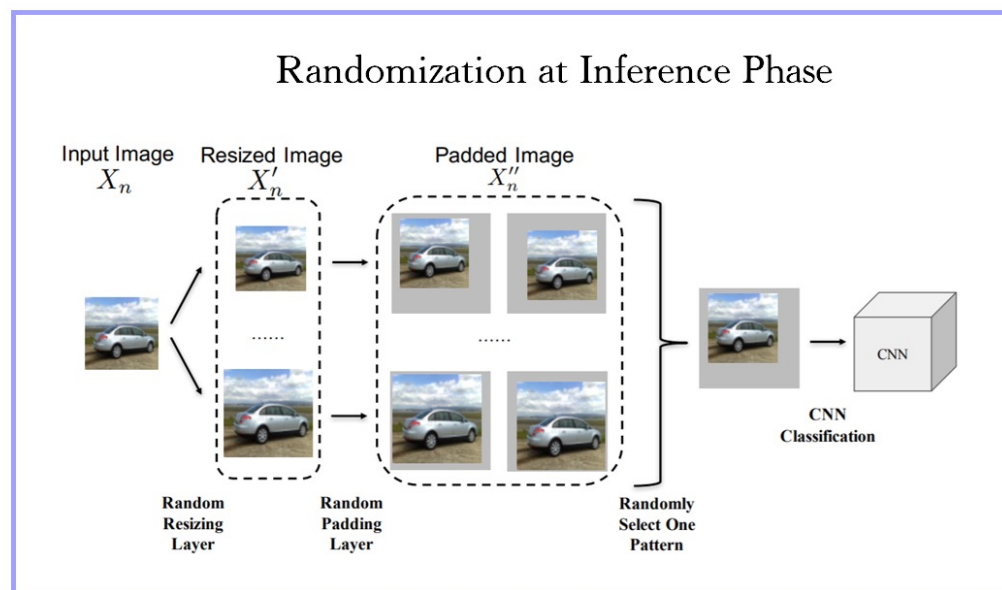 Randomization at Inference Phase
Input Image
Xₙ
Resized Image
X′ₙ
Padded Image
X″ₙ
......
......
CNN
CNN
Classification
Random
Resizing
Layer
Random
Padding
Layer
Randomly
Select One
Pattern